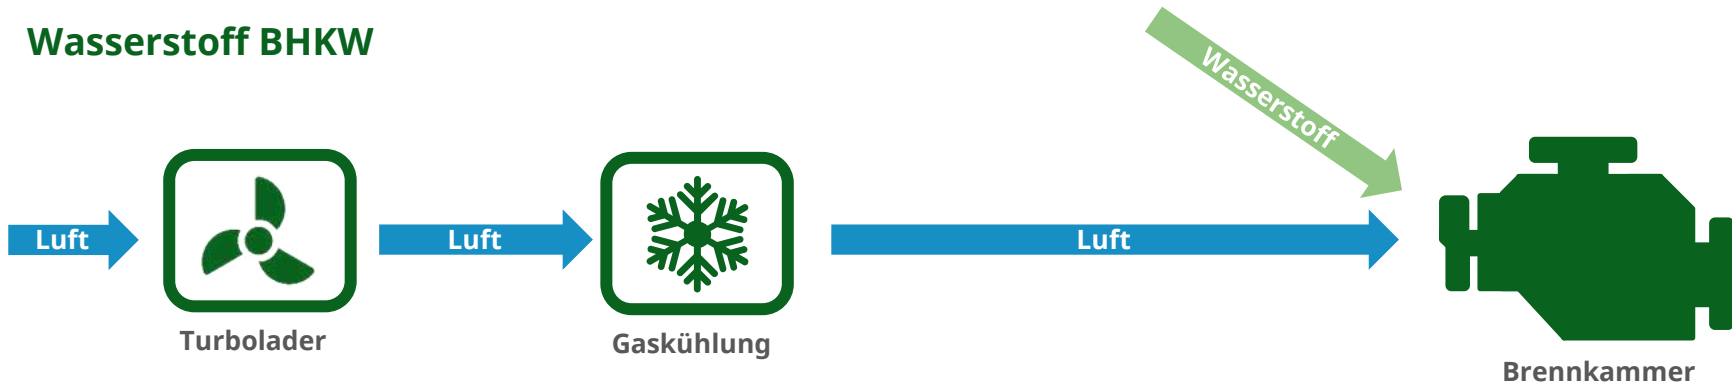 Wasserstoff BHKW
Wasserstoff
Luft
Luft
Luft
Turbolader
Gaskühlung
Brennkammer